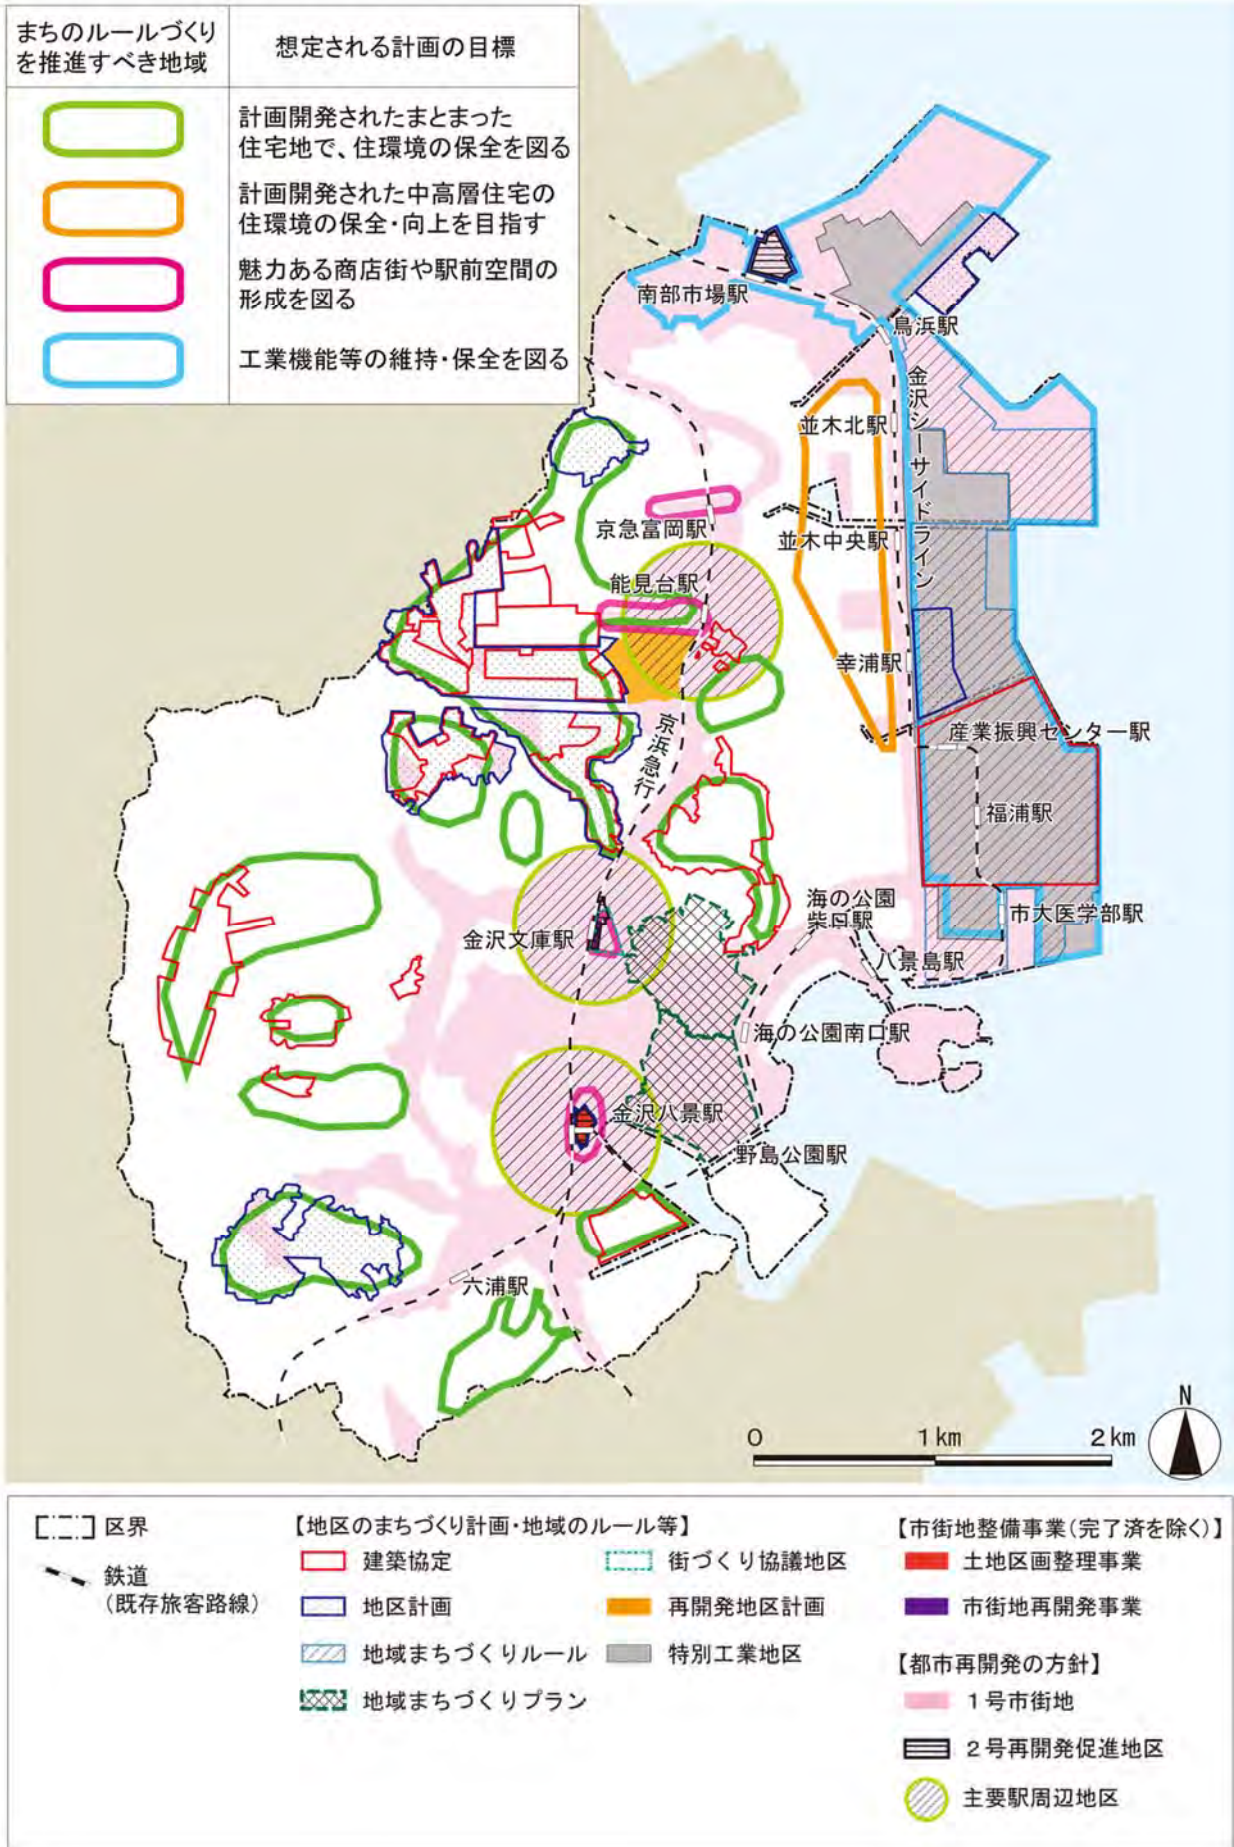 まちのルールづくり
を推進すべき地域
想定される計画の目標
計画開発されたまとまった
住宅地で、住環境の保全を図る
計画開発された中高層住宅の
住環境の保全・向上を目指す
魅力ある商店街や駅前空間の
形成を図る
工業機能等の維持・保全を図る
南部市場駅
鳥浜駅
金沢シーサイドライン
並木北駅
京急富岡駅
並木中央駅
能見台駅
幸浦駅
京浜急行
産業振興センター駅
福浦駅
海の公園
柴口駅
市大医学部駅
金沢文庫駅
八景島駅
海の公園南口駅
金沢八景駅
野島公園駅
六浦駅
N
0 1km 2km
区界
鉄道
(既存旅客路線)
【地区のまちづくり計画・地域のルール等】
建築協定
地区計画
地域まちづくりルール
地域まちづくりプラン
街づくり協議地区
再開発地区計画
特別工業地区
【市街地整備事業(完了済を除く)】
土地区画整理事業
市街地再開発事業
【都市再開発の方針】
1号市街地
2号再開発促進地区
主要駅周辺地区